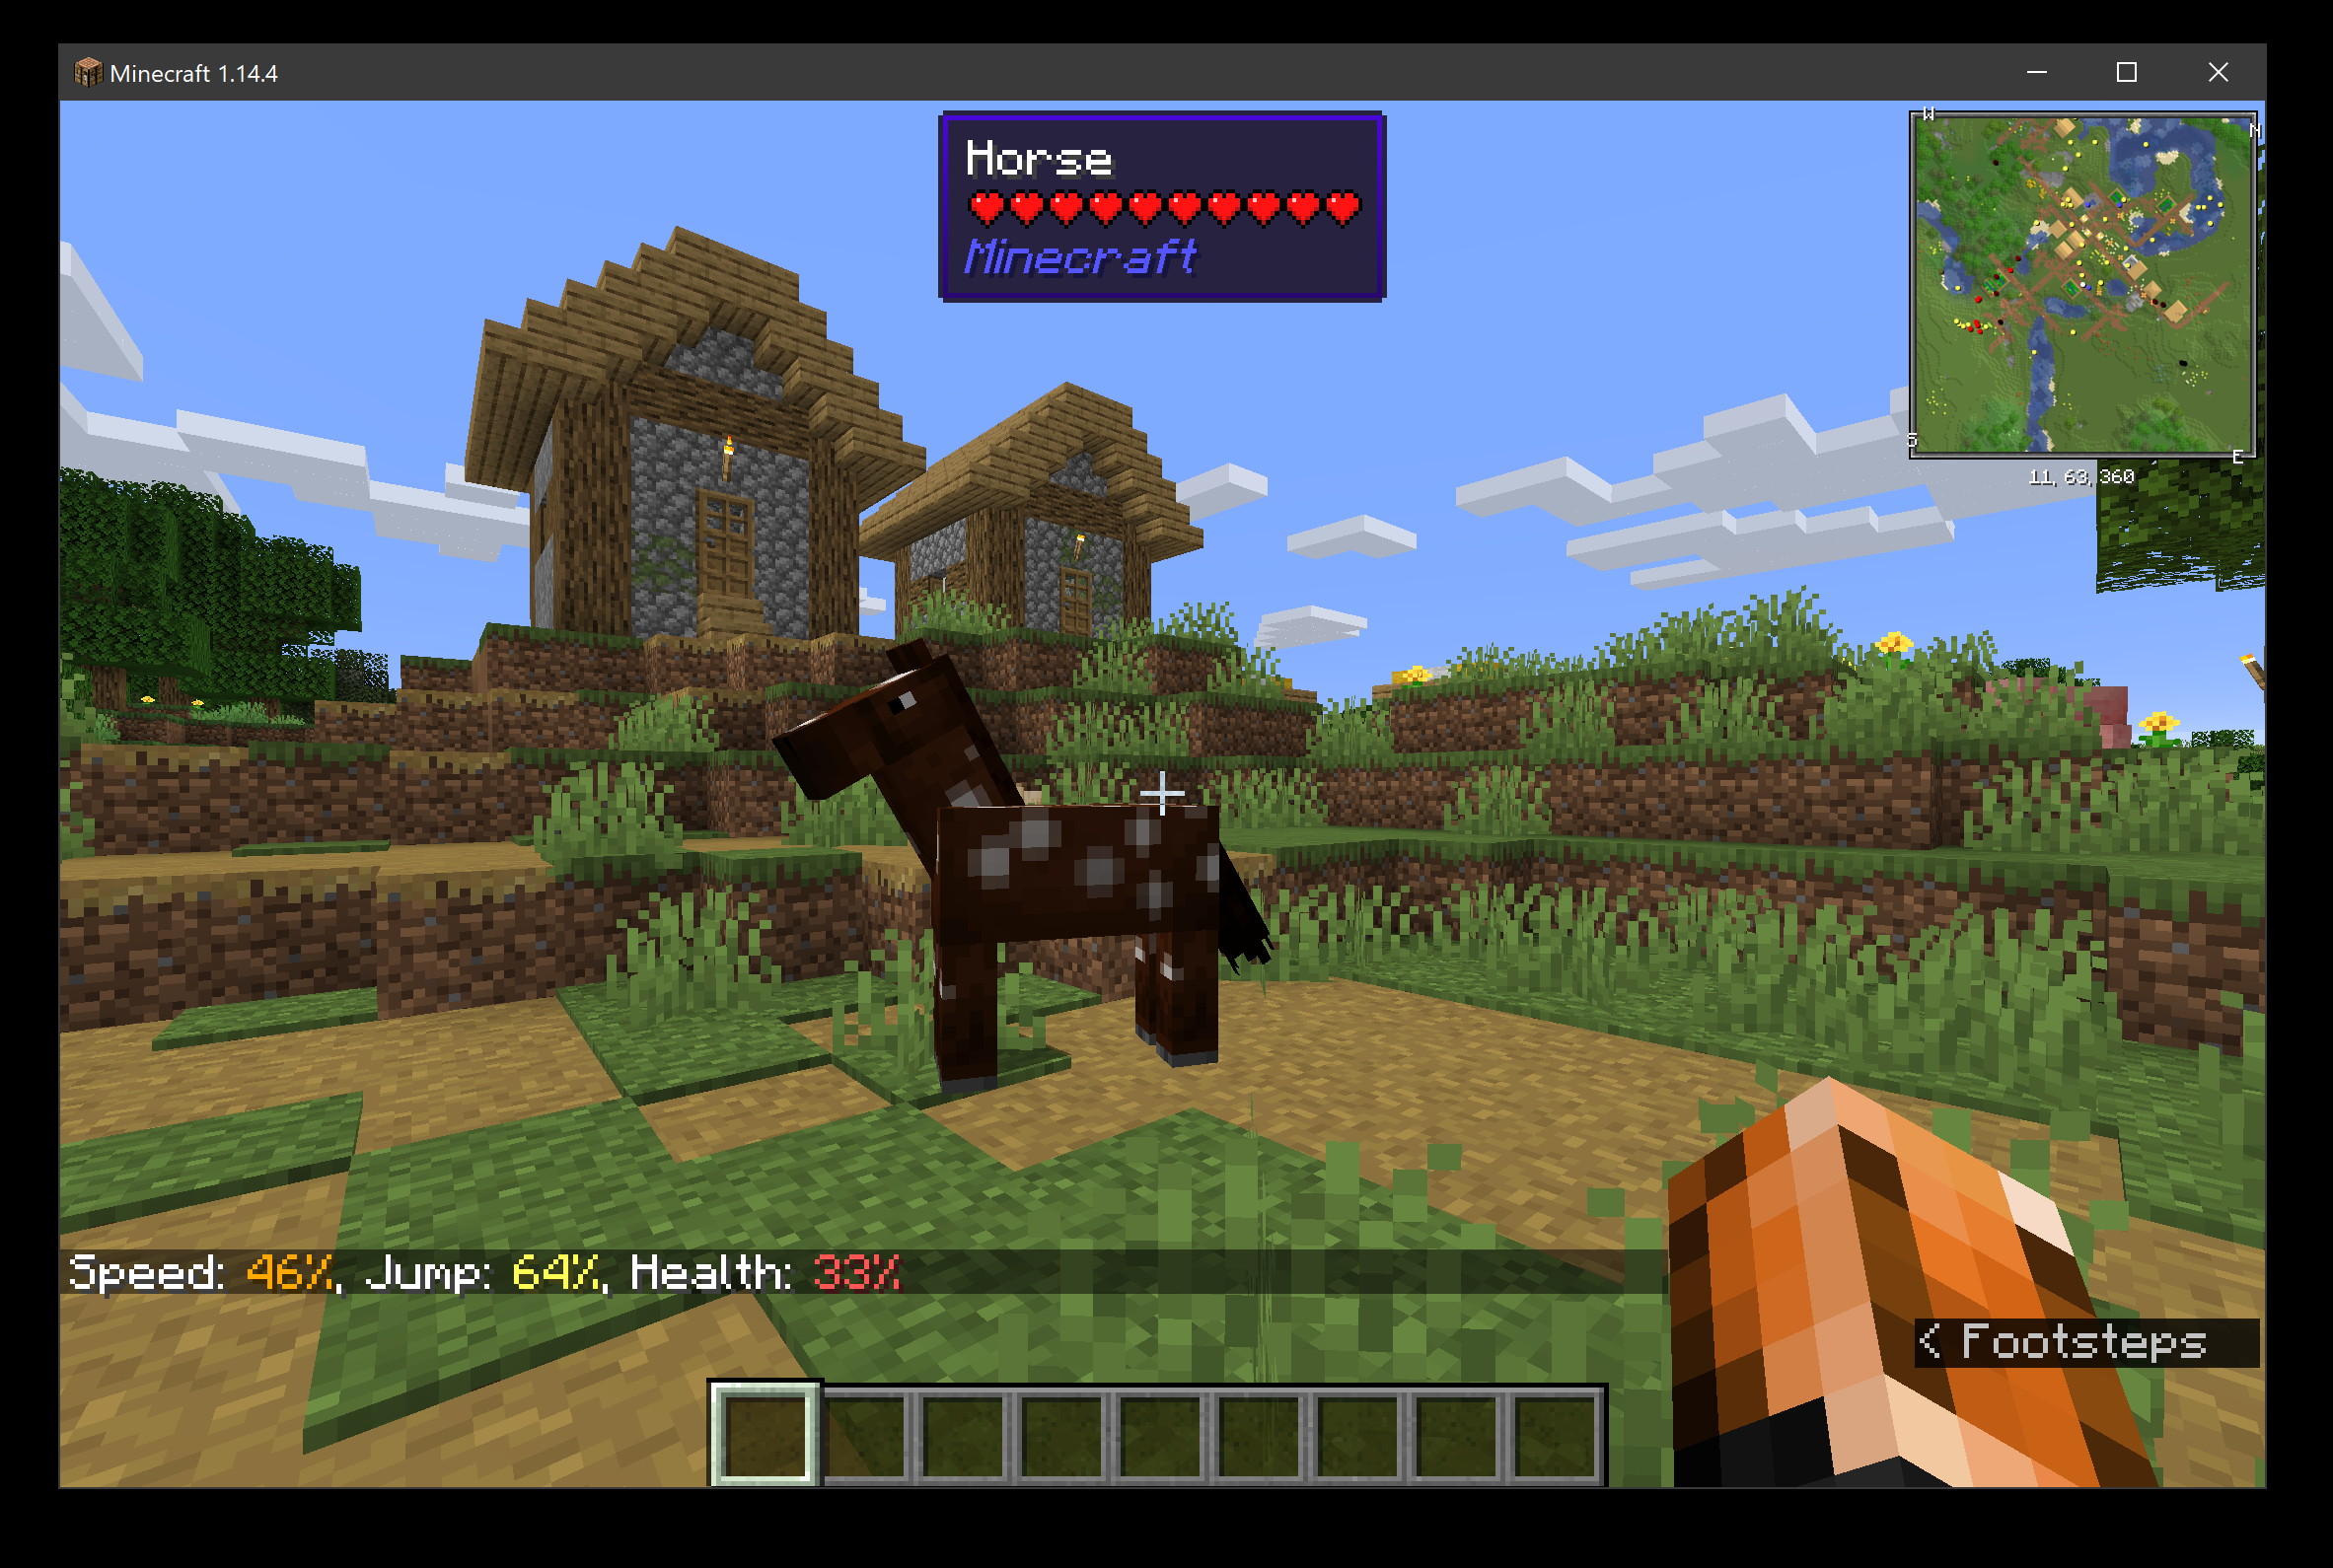 Minecraft 1.14.4
Horse
Minecraft
W
N
S
E
11, 63, 360
Speed: 46%, Jump: 64%, Health: 33%
< Footsteps